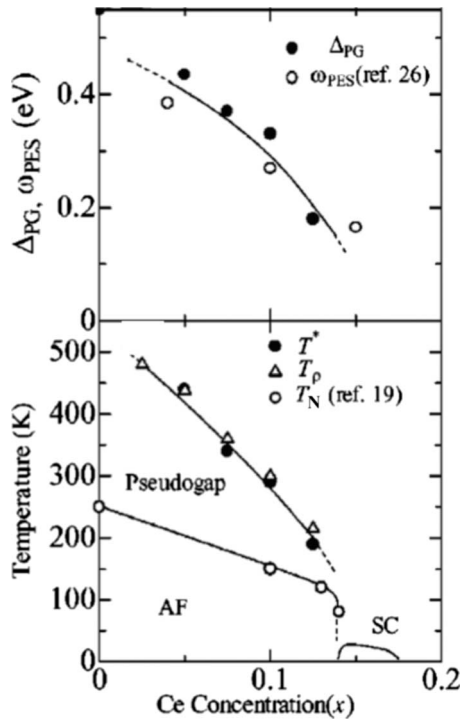 Δ_PG, ω_PES (eV)
0.4
0.2
0
Δ_PG
ω_PES(ref. 26)
Temperature (K)
500
400
300
200
100
0
T*
T_ρ
T_N (ref. 19)
Pseudogap
AF
SC
0
0.1
0.2
Ce Concentration(x)